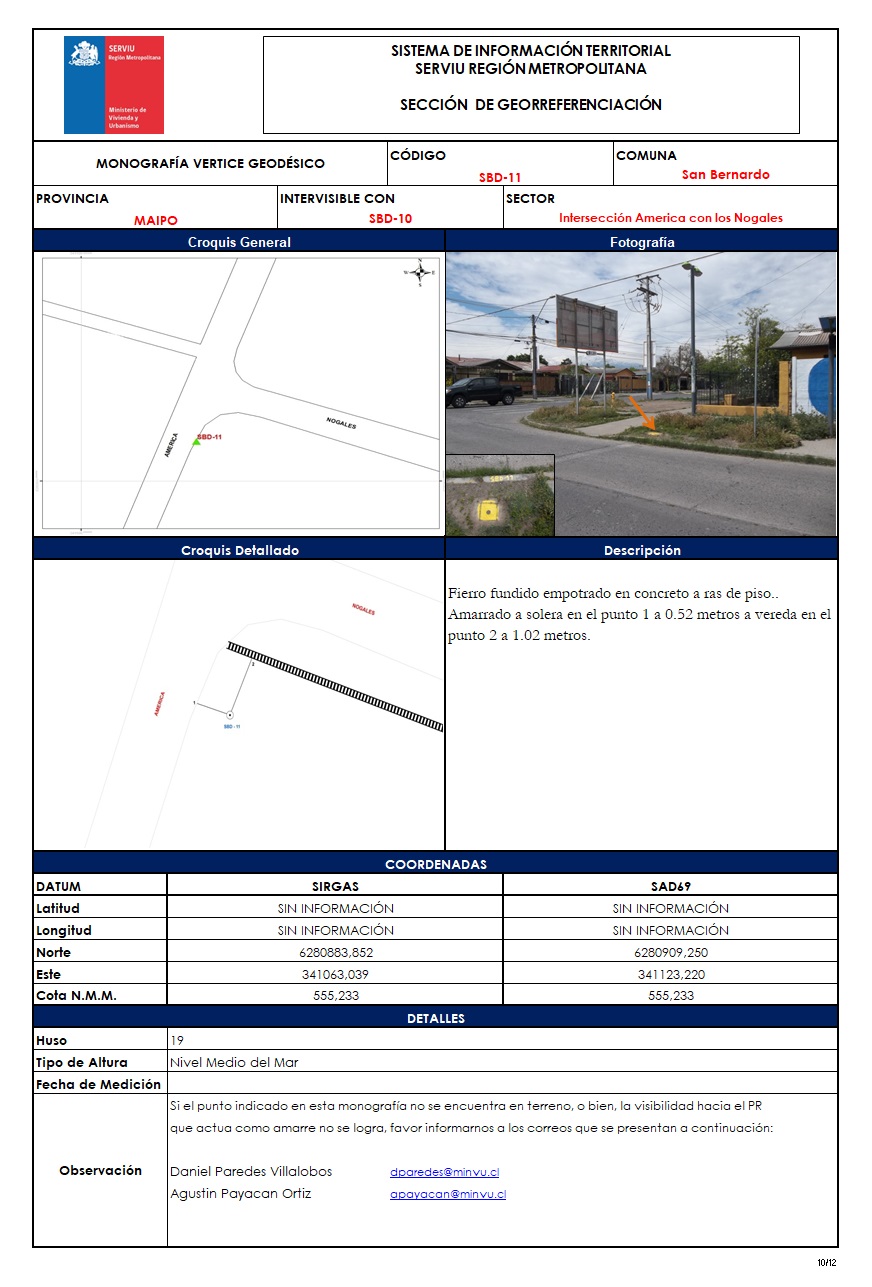 SERVIU
Región Metropolitana
Ministerio de
Vivienda y
Urbanismo
SISTEMA DE INFORMACIÓN TERRITORIAL
SERVIU REGIÓN METROPOLITANA
SECCIÓN DE GEORREFERENCIACIÓN
MONOGRAFÍA VERTICE GEODÉSICO
CÓDIGO
SBD-11
COMUNA
San Bernardo
PROVINCIA
MAIPO
INTERVISIBLE CON
SBD-10
SECTOR
Intersección America con los Nogales
Croquis General
Fotografía
N
W E
S
NOGALES
AMERICA
SBD-11
SBD-11
Croquis Detallado
Descripción
NOGALES
AMERICA
1
2
SBD - 11
Fierro fundido empotrado en concreto a ras de piso..
Amarrado a solera en el punto 1 a 0.52 metros a vereda en el
punto 2 a 1.02 metros.
COORDENADAS
DATUM SIRGAS SAD69
Latitud SIN INFORMACIÓN SIN INFORMACIÓN
Longitud SIN INFORMACIÓN SIN INFORMACIÓN
Norte 6280883,852 6280909,250
Este 341063,039 341123,220
Cota N.M.M. 555,233 555,233
DETALLES
Huso 19
Tipo de Altura Nivel Medio del Mar
Fecha de Medición
Observación
Si el punto indicado en esta monografía no se encuentra en terreno, o bien, la visibilidad hacia el PR
que actua como amarre no se logra, favor informarnos a los correos que se presentan a continuación:
Daniel Paredes Villalobos dparedes@minvu.cl
Agustin Payacan Ortiz apayacan@minvu.cl
10/12